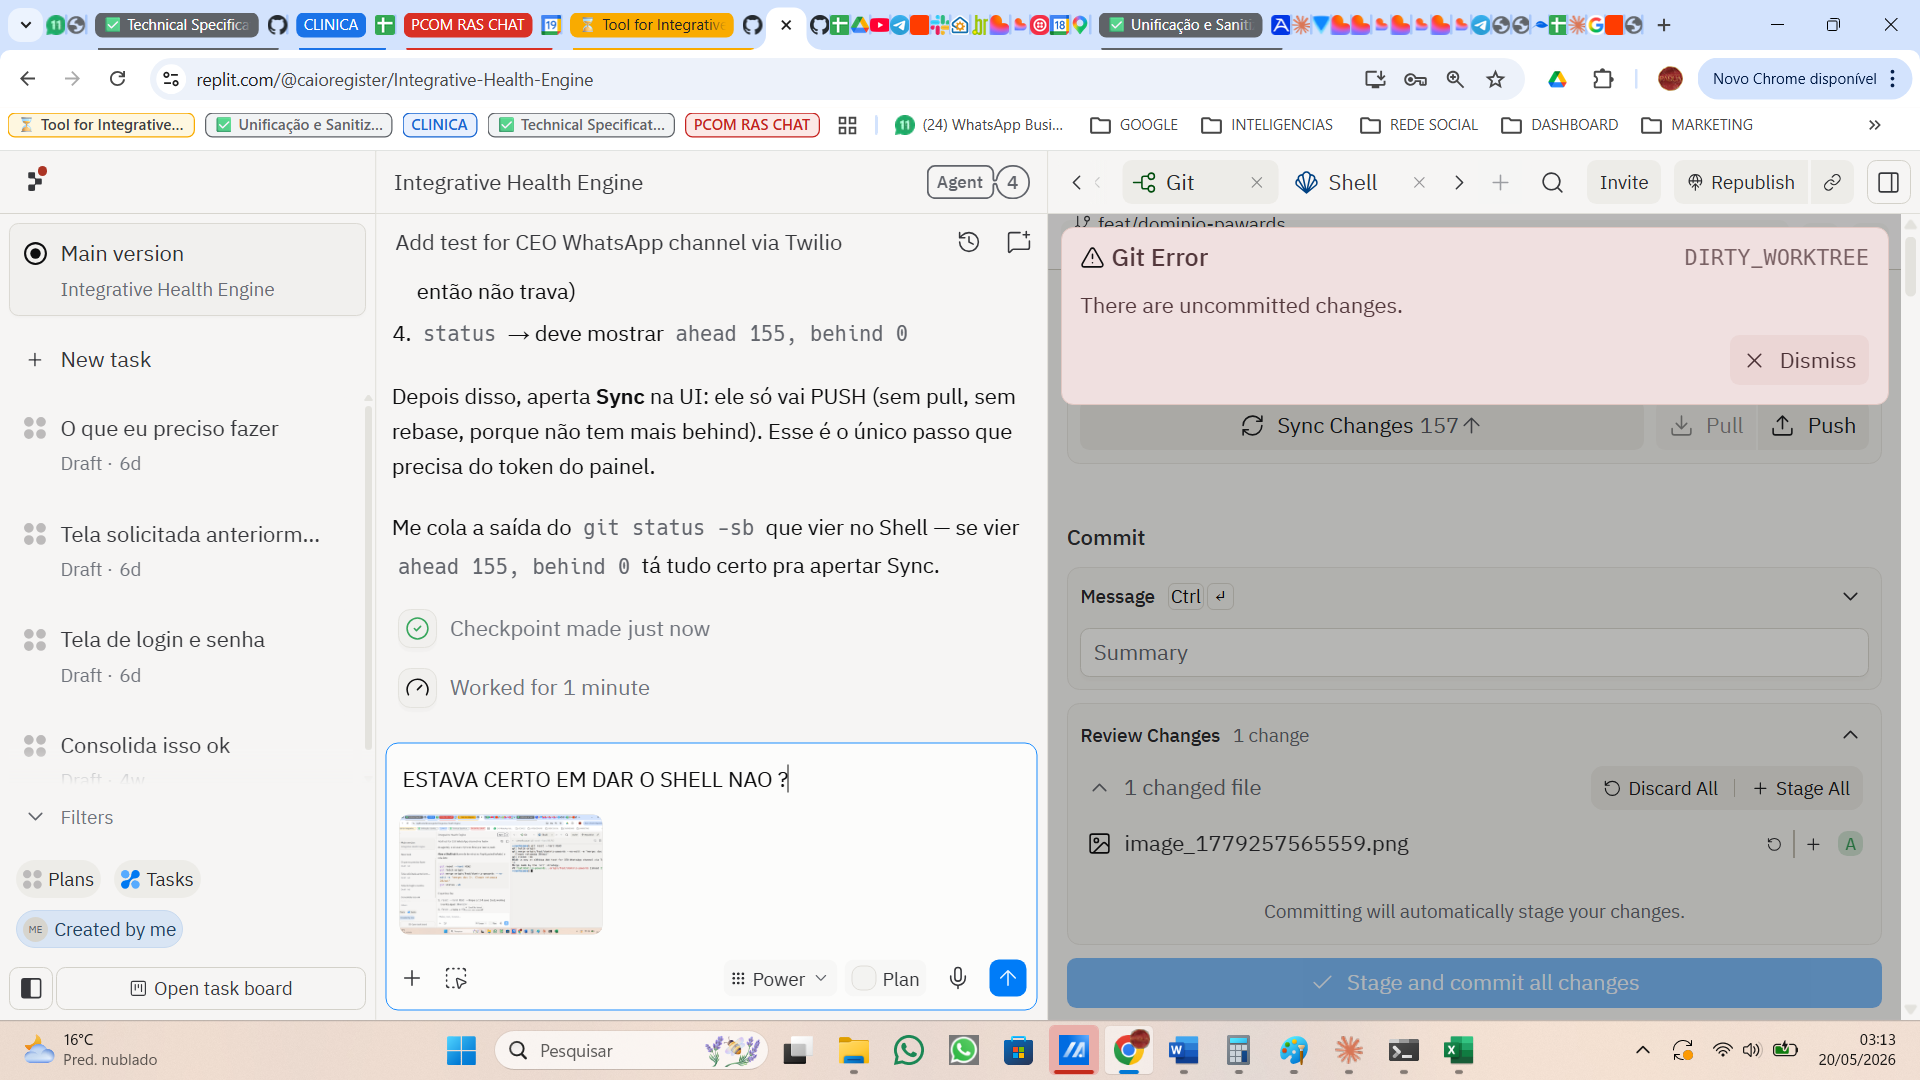 Technical Specifica
CLINICA
PCOM RAS CHAT
Tool for Integrative
Unificação e Saniti
replit.com/@caioregister/Integrative-Health-Engine
Novo Chrome disponível
Tool for Integrative...
Unificação e Sanitiz...
CLINICA
Technical Specificat...
PCOM RAS CHAT
(24) WhatsApp Busi...
GOOGLE
INTELIGENCIAS
REDE SOCIAL
DASHBOARD
MARKETING
Integrative Health Engine
Agent 4
Git
Shell
Invite
Republish
Main version
Integrative Health Engine
New task
O que eu preciso fazer
Draft · 6d
Tela solicitada anteriorm...
Draft · 6d
Tela de login e senha
Draft · 6d
Consolida isso ok
Draft · 4w
Filters
Plans
Tasks
ME Created by me
Open task board
Add test for CEO WhatsApp channel via Twilio
então não trava)
4. status → deve mostrar ahead 155, behind 0
Depois disso, aperta Sync na UI: ele só vai PUSH (sem pull, sem
rebase, porque não tem mais behind). Esse é o único passo que
precisa do token do painel.
Me cola a saída do git status -sb que vier no Shell — se vier
ahead 155, behind 0 tá tudo certo pra apertar Sync.
Checkpoint made just now
Worked for 1 minute
ESTAVA CERTO EM DAR O SHELL NAO ?
Power
Plan
feat/dominio-pawards
Git Error
DIRTY_WORKTREE
There are uncommitted changes.
Dismiss
Sync Changes 157↑
Pull
Push
Commit
Message Ctrl ↵
Summary
Review Changes 1 change
1 changed file
Discard All
Stage All
image_1779257565559.png
A
Committing will automatically stage your changes.
Stage and commit all changes
16°C
Pred. nublado
Pesquisar
03:13
20/05/2026